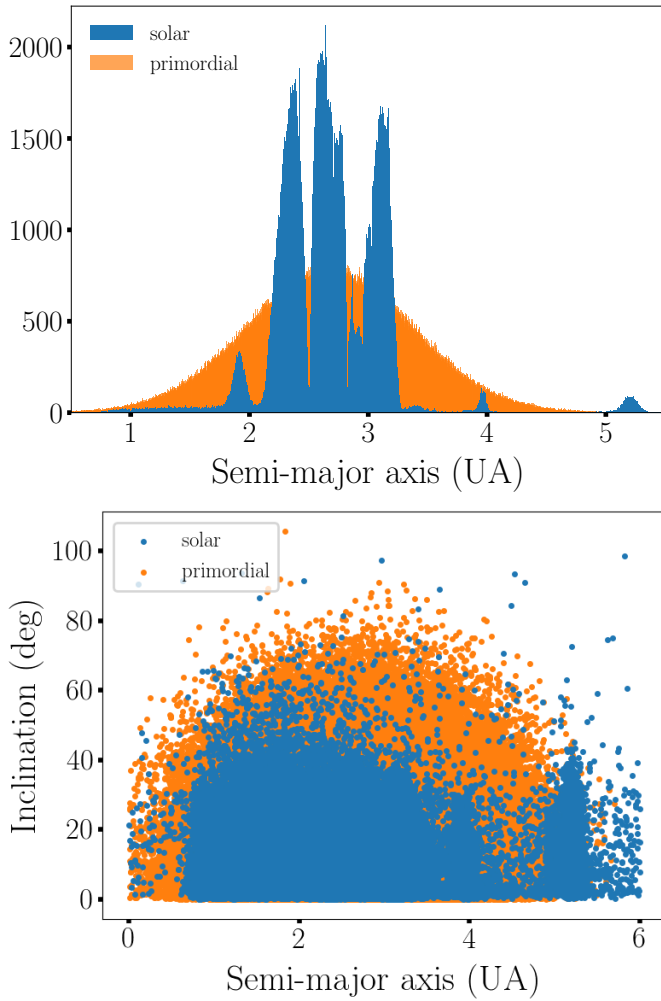 solar
primordial
2000
1500
1000
500
0
1 2 3 4 5
Semi-major axis (UA)
solar
primordial
100
80
60
40
20
0
Inclination (deg)
0 2 4 6
Semi-major axis (UA)